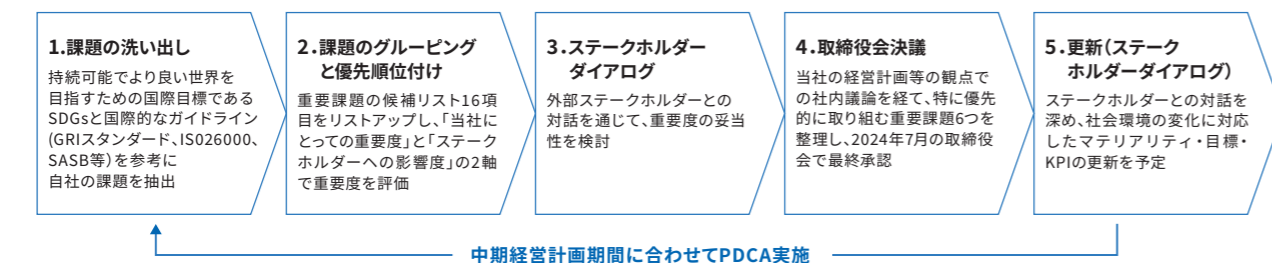 1.課題の洗い出し
持続可能でより良い世界を
目指すための国際目標である
SDGsと国際的なガイドライン
(GRIスタンダード、IS026000、
SASB等)を参考に
自社の課題を抽出
2.課題のグルーピング
と優先順位付け
重要課題の候補リスト16項
目をリストアップし、「当社に
とっての重要度」と「ステーク
ホルダーへの影響度」の2軸
で重要度を評価
3.ステークホルダー
ダイアログ
外部ステークホルダーとの
対話を通じて、重要度の妥当
性を検討
4.取締役会決議
当社の経営計画等の観点で
の社内議論を経て、特に優先
的に取り組む重要課題6つを
整理し、2024年7月の取締役
会で最終承認
5.更新(ステーク
ホルダーダイアログ)
ステークホルダーとの対話を
深め、社会環境の変化に対応
したマテリアリティ・目標・
KPIの更新を予定
中期経営計画期間に合わせてPDCA実施